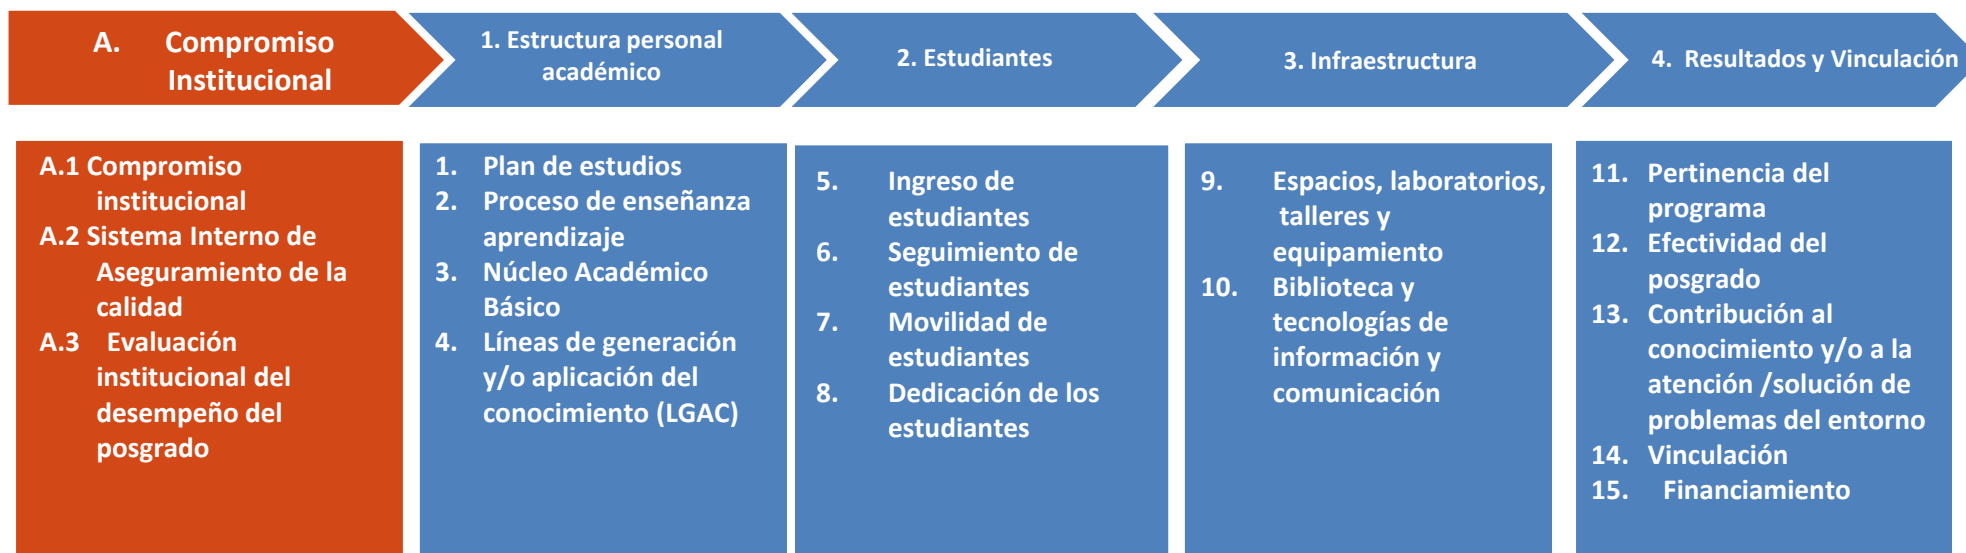 A. Compromiso
Institucional
1. Estructura personal
académico
2. Estudiantes
3. Infraestructura
4. Resultados y Vinculación
A.1 Compromiso
institucional
A.2 Sistema Interno de
Aseguramiento de la
calidad
A.3 Evaluación
institucional del
desempeño del
posgrado
1. Plan de estudios
2. Proceso de enseñanza
aprendizaje
3. Núcleo Académico
Básico
4. Líneas de generación
y/o aplicación del
conocimiento (LGAC)
5. Ingreso de
estudiantes
6. Seguimiento de
estudiantes
7. Movilidad de
estudiantes
8. Dedicación de los
estudiantes
9. Espacios, laboratorios,
talleres y
equipamiento
10. Biblioteca y
tecnologías de
información y
comunicación
11. Pertinencia del
programa
12. Efectividad del
posgrado
13. Contribución al
conocimiento y/o a la
atención /solución de
problemas del entorno
14. Vinculación
15. Financiamiento